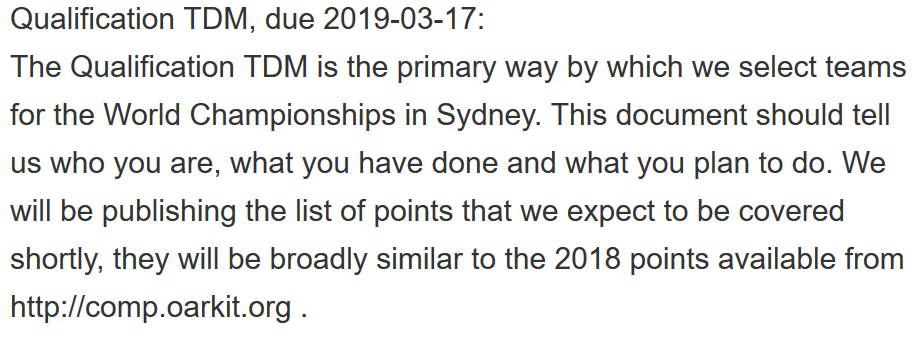 Qualification TDM, due 2019-03-17:
The Qualification TDM is the primary way by which we select teams
for the World Championships in Sydney. This document should tell
us who you are, what you have done and what you plan to do. We
will be publishing the list of points that we expect to be covered
shortly, they will be broadly similar to the 2018 points available from
http://comp.oarkit.org .